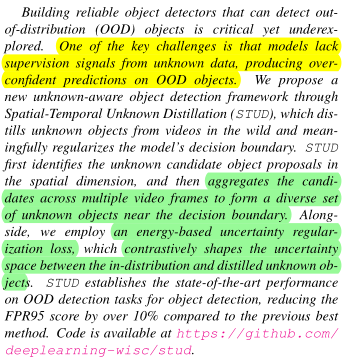 Building reliable object detectors that can detect out-
of-distribution (OOD) objects is critical yet underex-
plored. One of the key challenges is that models lack
supervision signals from unknown data, producing over-
confident predictions on OOD objects. We propose a
new unknown-aware object detection framework through
Spatial-Temporal Unknown Distillation (STUD), which dis-
tills unknown objects from videos in the wild and mean-
ingfully regularizes the model's decision boundary. STUD
first identifies the unknown candidate object proposals in
the spatial dimension, and then aggregates the candi-
dates across multiple video frames to form a diverse set
of unknown objects near the decision boundary. Along-
side, we employ an energy-based uncertainty regular-
ization loss, which contrastively shapes the uncertainty
space between the in-distribution and distilled unknown ob-
jects. STUD establishes the state-of-the-art performance
on OOD detection tasks for object detection, reducing the
FPR95 score by over 10% compared to the previous best
method. Code is available at https://github.com/
deeplearning-wisc/stud.